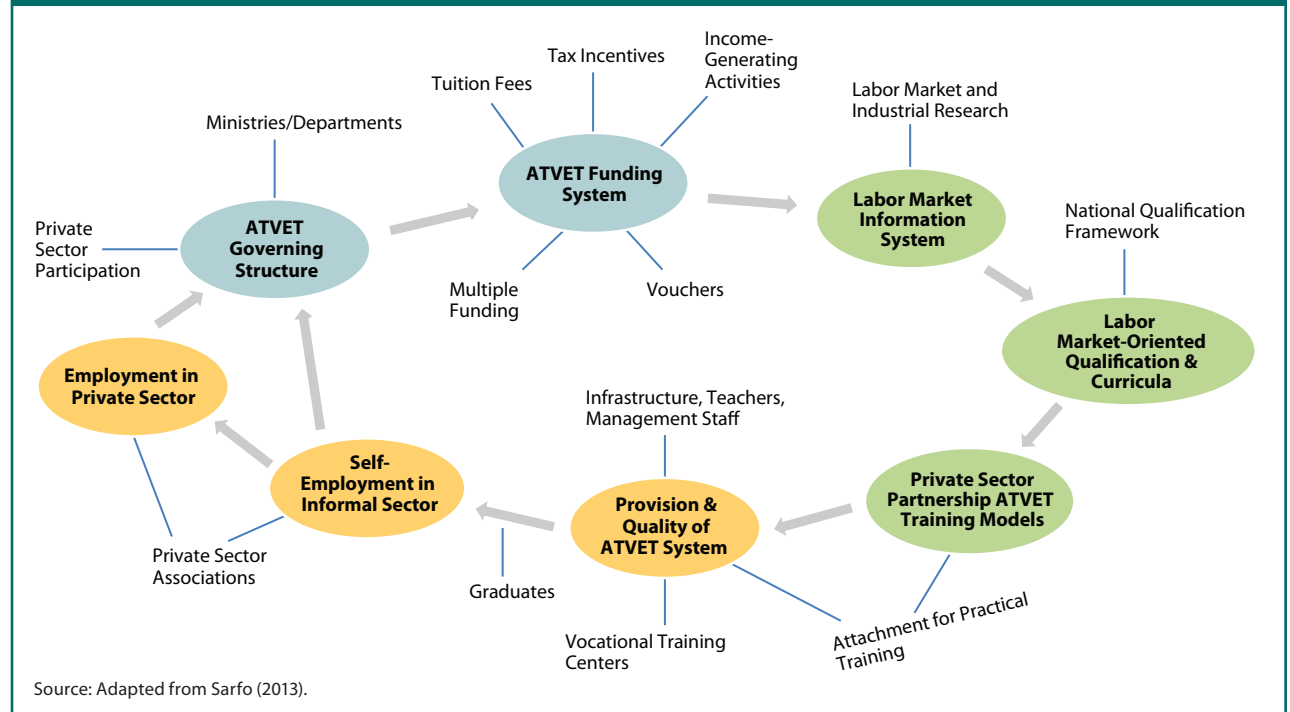 Tax Incentives
Income-
Generating
Activities
Tuition Fees
Ministries/Departments
ATVET Funding
System
Labor Market and
Industrial Research
Private
Sector
Participation
ATVET
Governing
Structure
Multiple
Funding
Vouchers
Labor Market
Information
System
National Qualification
Framework
Labor
Market-Oriented
Qualification &
Curricula
Employment in
Private Sector
Infrastructure, Teachers,
Management Staff
Self-
Employment in
Informal Sector
Provision &
Quality of
ATVET System
Private Sector
Partnership ATVET
Training Models
Private Sector
Associations
Graduates
Vocational Training
Centers
Attachment for Practical
Training
Source: Adapted from Sarfo (2013).